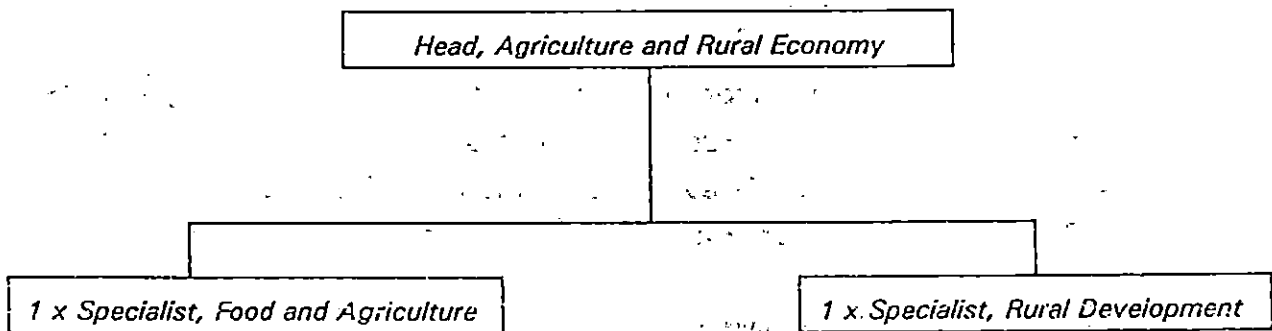 Head, Agriculture and Rural Economy
1 x Specialist, Food and Agriculture
1 x Specialist, Rural Development